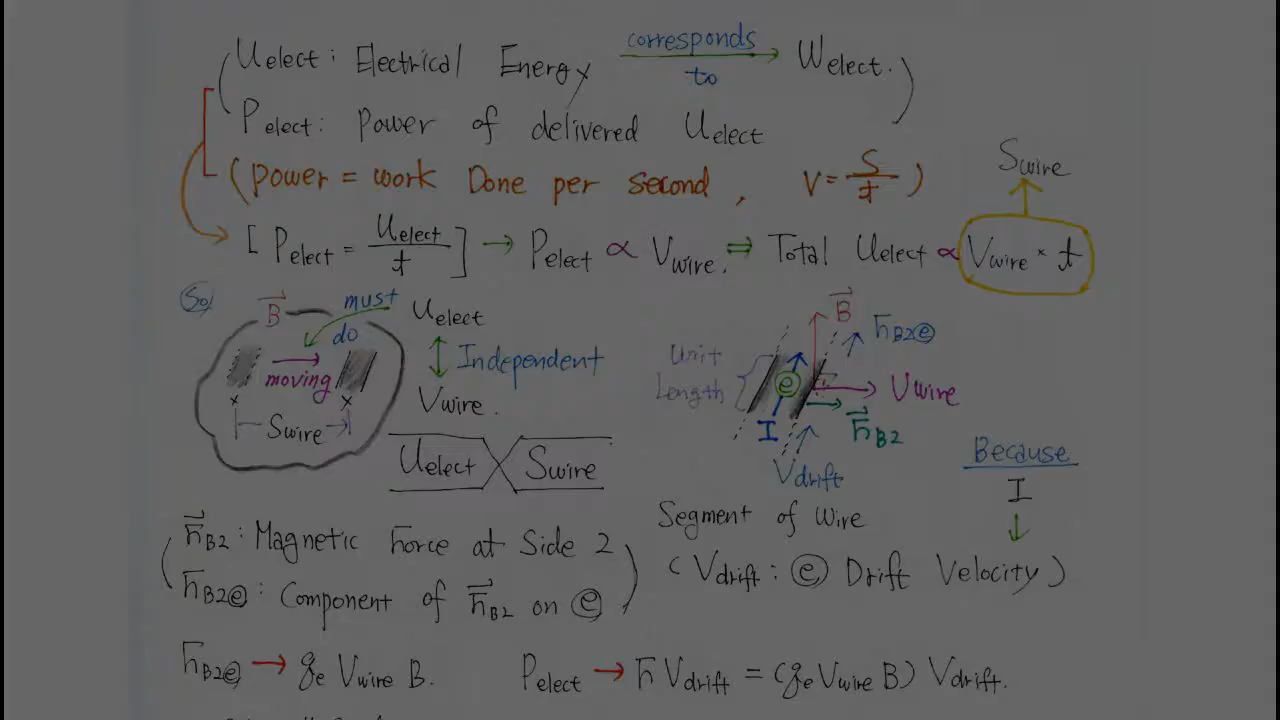 Uelect : Electrical Energy corresponds to → Welect.
Pelect : Power of delivered Uelect
(Power = work Done per second , V = S/t )
Swire
[ Pelect = Uelect/t ] → Pelect ∝ Vwire. ⇒ Total Uelect ∝ Vwire × t
So)
B
must do
moving
Swire
Uelect
Independent
Vwire.
Uelect
Swire
Unit Length
B
FB2ⓔ
e
Vwire
FB2
I
Vdrift
Because
I
↓
Segment of Wire
( Vdrift : ⓔ Drift Velocity )
FB2 : Magnetic Force at Side 2
FB2ⓔ : Component of FB2 on ⓔ
FB2ⓔ → qe Vwire B.
Pelect → F Vdrift = (qe Vwire B) Vdrift.